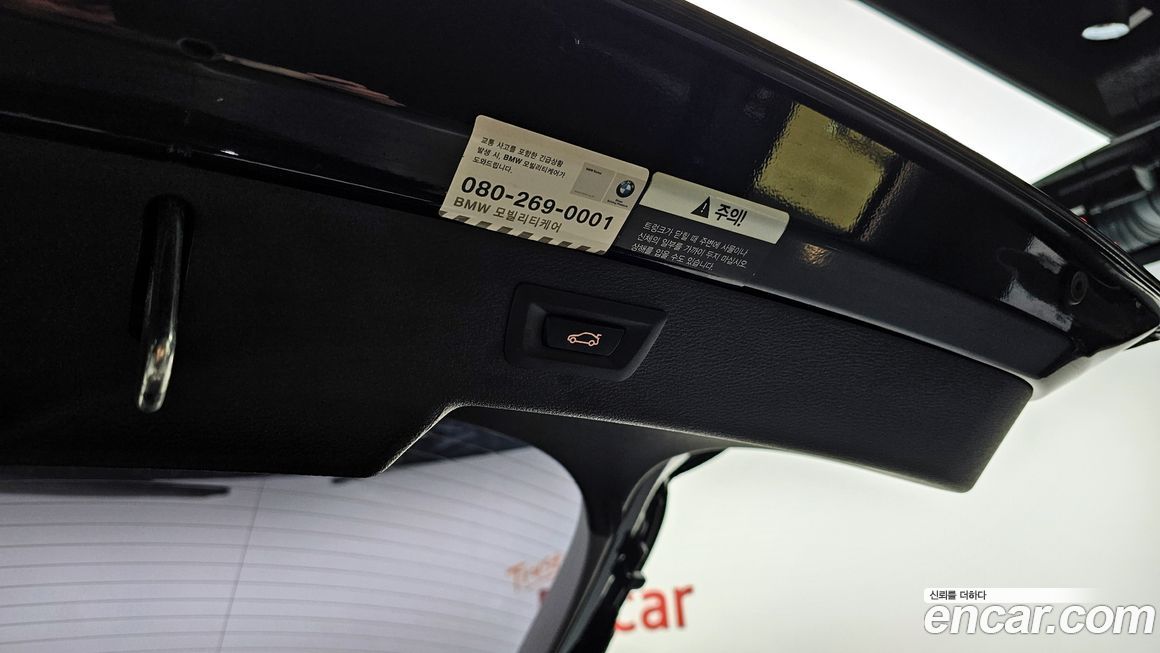 교통 사고를 포함한 긴급상황
발생 시, BMW 모빌리티케어가
도와드립니다.
080-269-0001
BMW 모빌리티케어
주의!
트렁크가 닫힐 때 주변에 사물이나
신체의 일부를 가까이 두지 마십시오.
상해를 입을 수도 있습니다.
car
신뢰를 더하다
encar.com